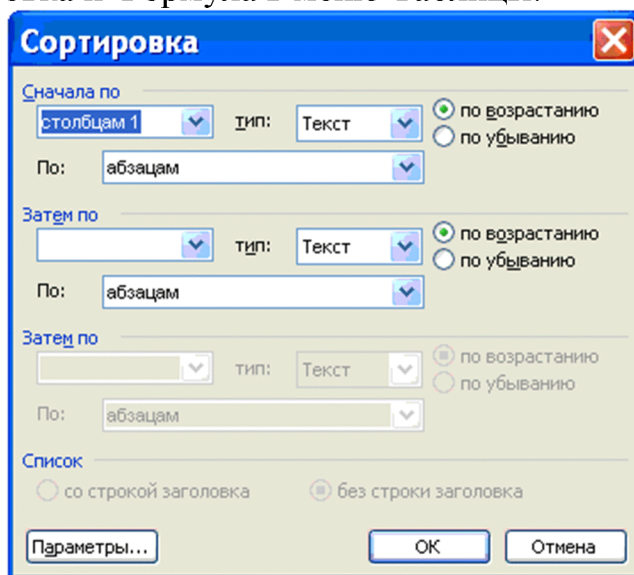 Сортировка
Сначала по
столбцам 1 тип: Текст по возрастанию
по убыванию
По: абзацам
Затем по
тип: Текст по возрастанию
по убыванию
По: абзацам
Затем по
тип: Текст по возрастанию
по убыванию
По: абзацам
Список
со строкой заголовка без строки заголовка
Параметры... ОК Отмена